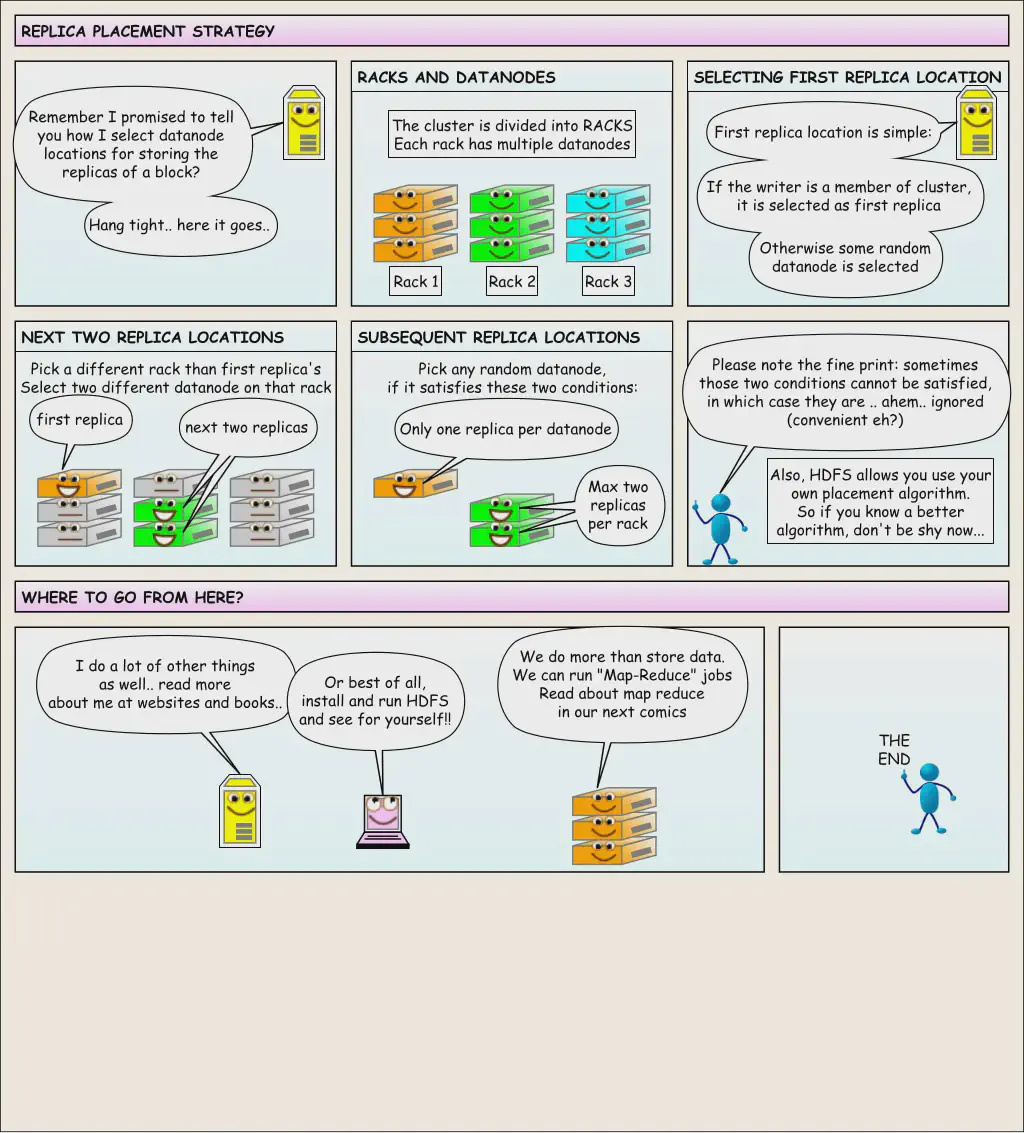 REPLICA PLACEMENT STRATEGY
Remember I promised to tell
you how I select datanode
locations for storing the
replicas of a block?
Hang tight.. here it goes..
RACKS AND DATANODES
The cluster is divided into RACKS
Each rack has multiple datanodes
Rack 1
Rack 2
Rack 3
SELECTING FIRST REPLICA LOCATION
First replica location is simple:
If the writer is a member of cluster,
it is selected as first replica
Otherwise some random
datanode is selected
NEXT TWO REPLICA LOCATIONS
Pick a different rack than first replica's
Select two different datanode on that rack
first replica
next two replicas
SUBSEQUENT REPLICA LOCATIONS
Pick any random datanode,
if it satisfies these two conditions:
Only one replica per datanode
Max two
replicas
per rack
Please note the fine print: sometimes
those two conditions cannot be satisfied,
in which case they are .. ahem.. ignored
(convenient eh?)
Also, HDFS allows you use your
own placement algorithm.
So if you know a better
algorithm, don't be shy now...
WHERE TO GO FROM HERE?
I do a lot of other things
as well.. read more
about me at websites and books..
Or best of all,
install and run HDFS
and see for yourself!!
We do more than store data.
We can run "Map-Reduce" jobs
Read about map reduce
in our next comics
THE
END